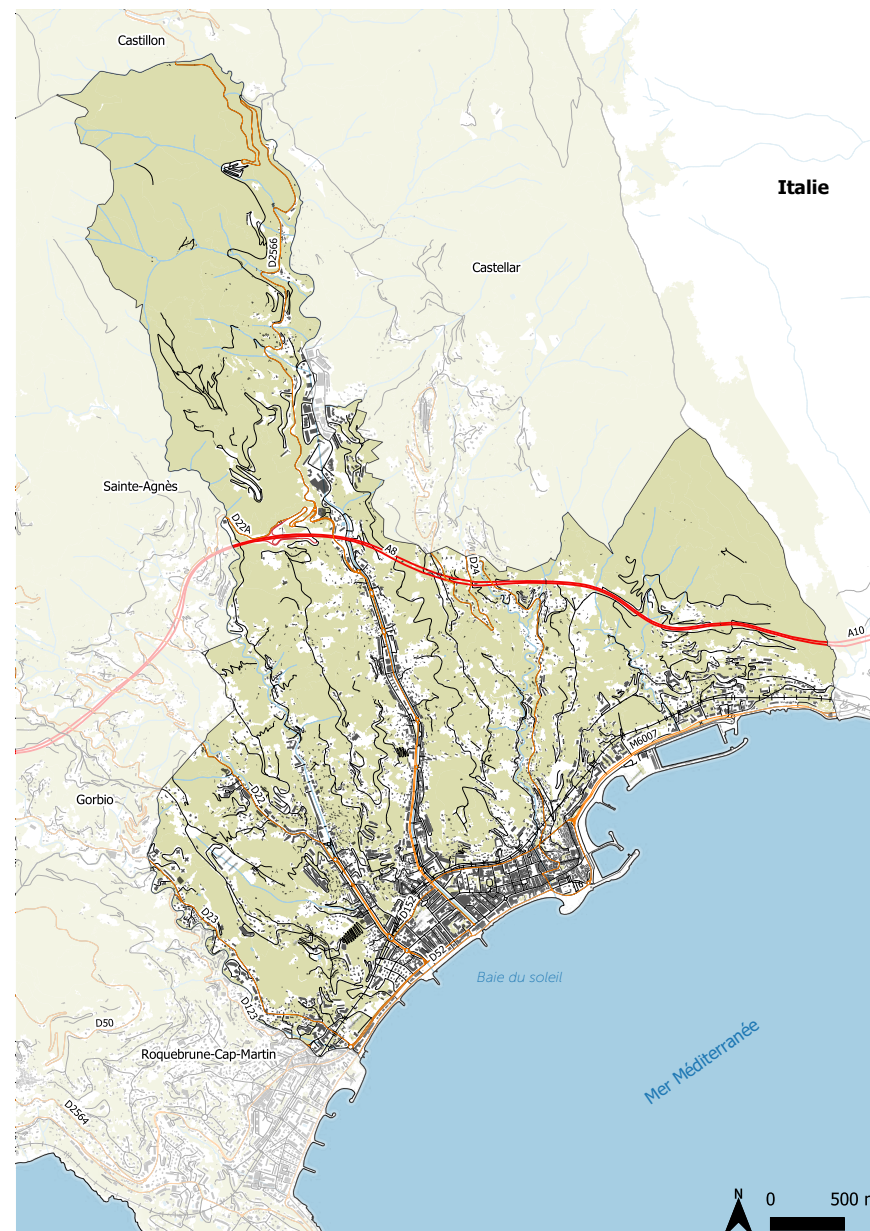 Castillon
Italie
D2566
Castellar
Sainte-Agnès
D22A
A8
D24
A10
M6007
D22
Gorbio
D23
D152
D52
Baie du soleil
D123
D50
Roquebrune-Cap-Martin
Mer Méditerranée
D2564
N
0 500 m